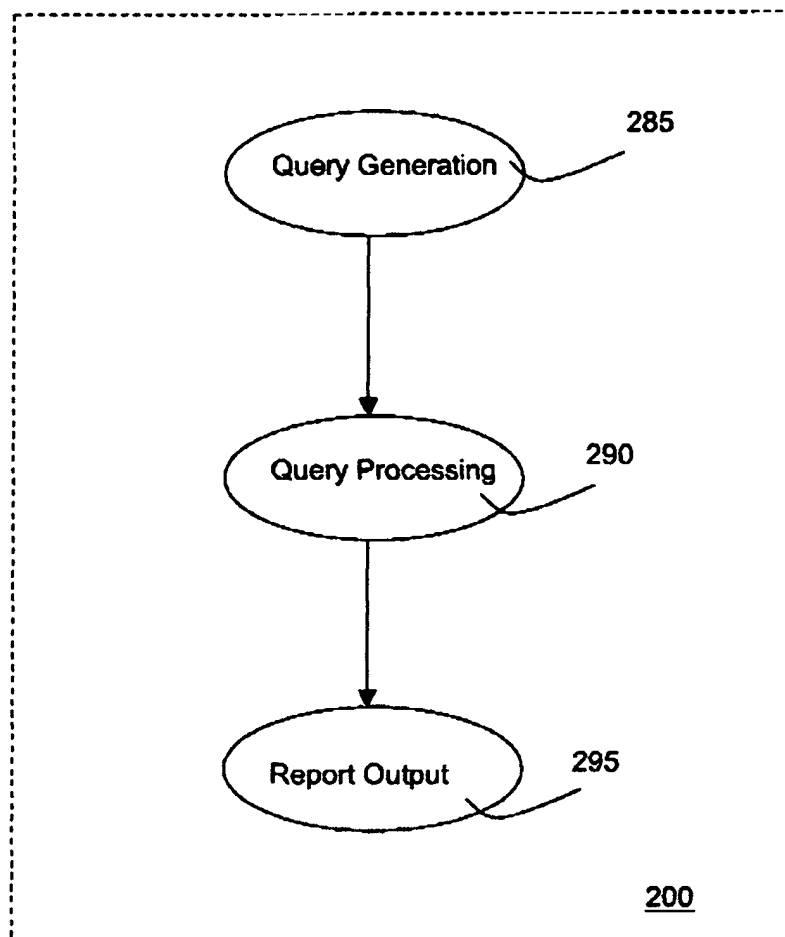 285
Query Generation
290
Query Processing
295
Report Output
200